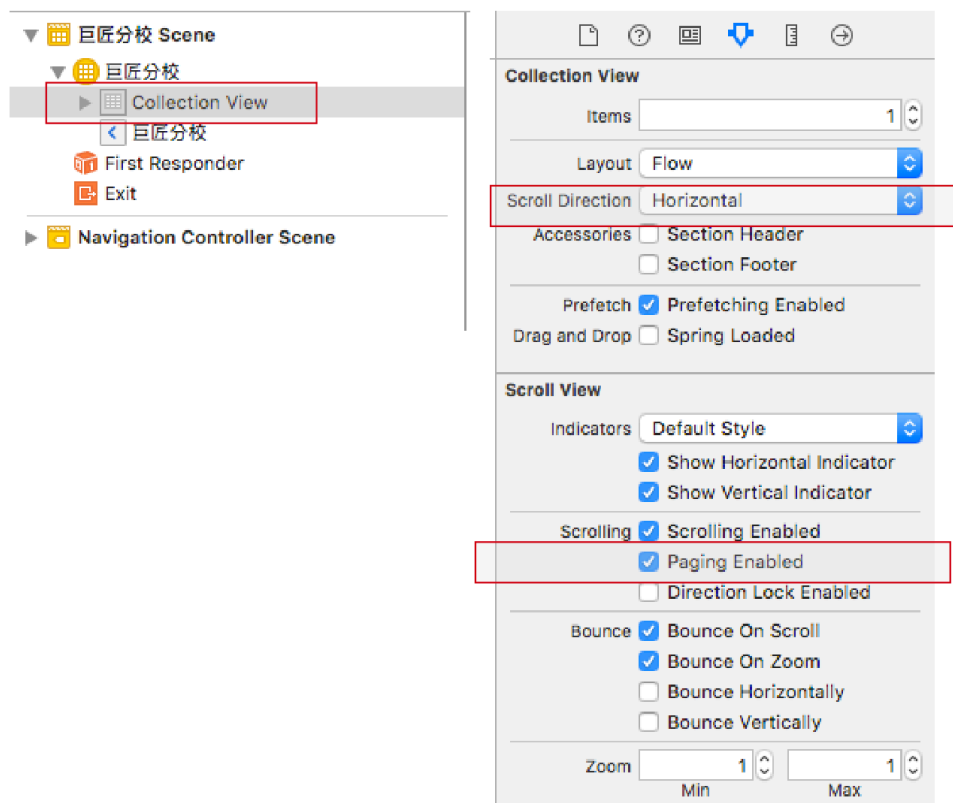 巨匠分校 Scene
巨匠分校
Collection View
巨匠分校
First Responder
Exit
Navigation Controller Scene
Collection View
Items 1
Layout Flow
Scroll Direction Horizontal
Accessories Section Header
Section Footer
Prefetch Prefetching Enabled
Drag and Drop Spring Loaded
Scroll View
Indicators Default Style
Show Horizontal Indicator
Show Vertical Indicator
Scrolling Scrolling Enabled
Paging Enabled
Direction Lock Enabled
Bounce Bounce On Scroll
Bounce On Zoom
Bounce Horizontally
Bounce Vertically
Zoom 1 1
Min Max